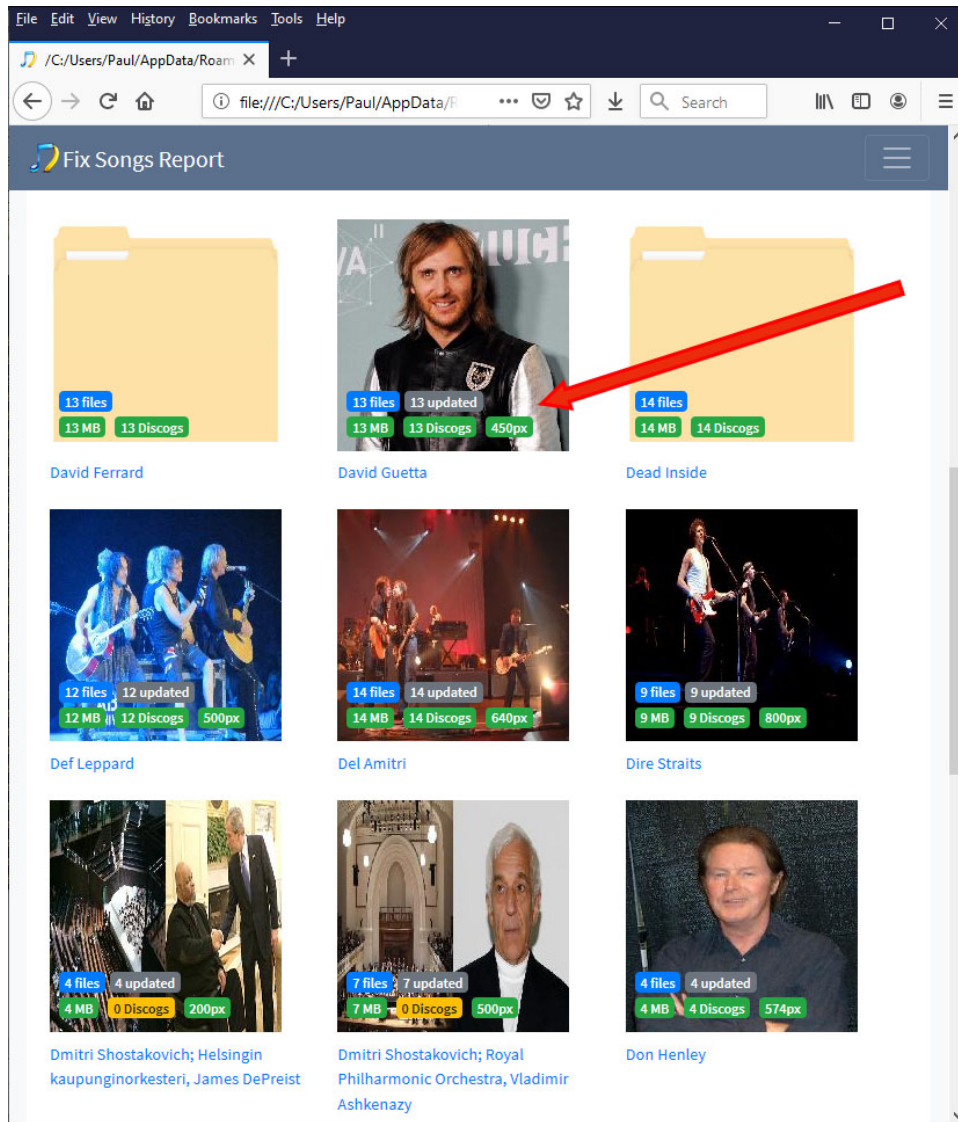 File Edit View History Bookmarks Tools Help
/C:/Users/Paul/AppData/Roam
file:///C:/Users/Paul/AppData/R
Search
Fix Songs Report
13 files
13 MB 13 Discogs
David Ferrard
VA" MUCH
13 files 13 updated
13 MB 13 Discogs 450px
David Guetta
14 files
14 MB 14 Discogs
Dead Inside
12 files 12 updated
12 MB 12 Discogs 500px
Def Leppard
14 files 14 updated
14 MB 14 Discogs 640px
Del Amitri
9 files 9 updated
9 MB 9 Discogs 800px
Dire Straits
4 files 4 updated
4 MB 0 Discogs 200px
Dmitri Shostakovich; Helsingin
kaupunginorkesteri, James DePreist
7 files 7 updated
7 MB 0 Discogs 500px
Dmitri Shostakovich; Royal
Philharmonic Orchestra, Vladimir
Ashkenazy
4 files 4 updated
4 MB 4 Discogs 574px
Don Henley